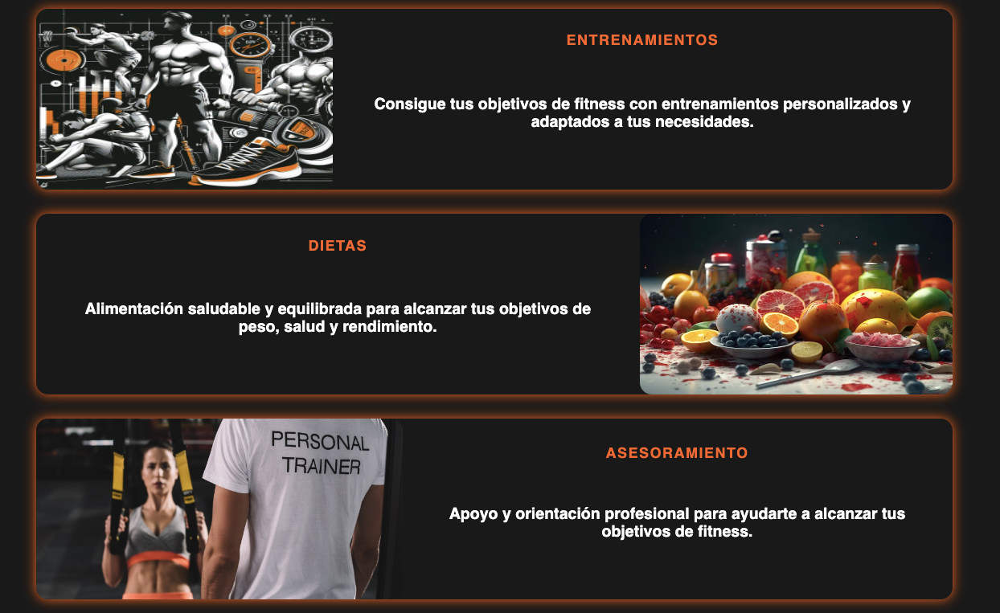 ENTRENAMIENTOS
Consigue tus objetivos de fitness con entrenamientos personalizados y
adaptados a tus necesidades.
DIETAS
Alimentación saludable y equilibrada para alcanzar tus objetivos de
peso, salud y rendimiento.
PERSONAL
TRAINER
ASESORAMIENTO
Apoyo y orientación profesional para ayudarte a alcanzar tus
objetivos de fitness.